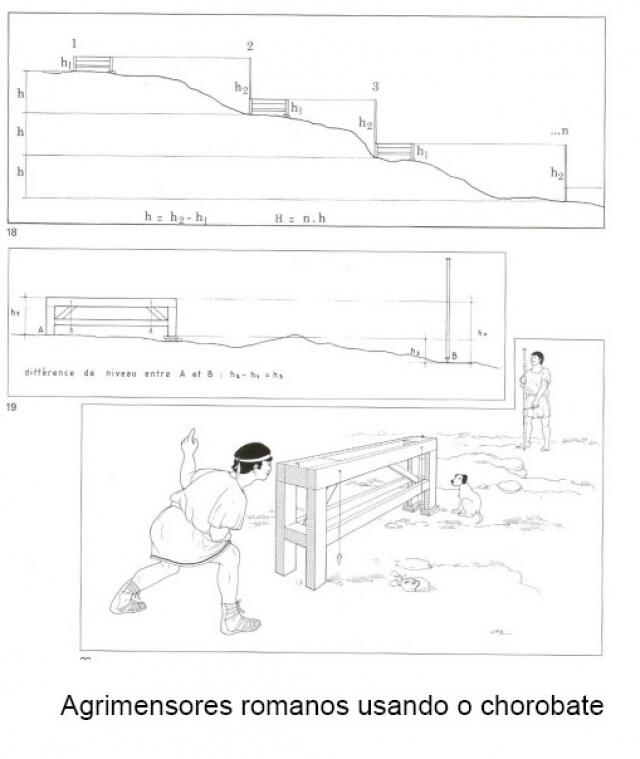 1
2
h₁
3
h
h₂
h₁
...n
h
h₂
h₁
h
h₂
h = h₂ - h₁ H = n.h
18
h₁
A
h₃
B
différence de niveau entre A et B : h₂ - h₁ = h₃
19
Agrimensores romanos usando o chorobate